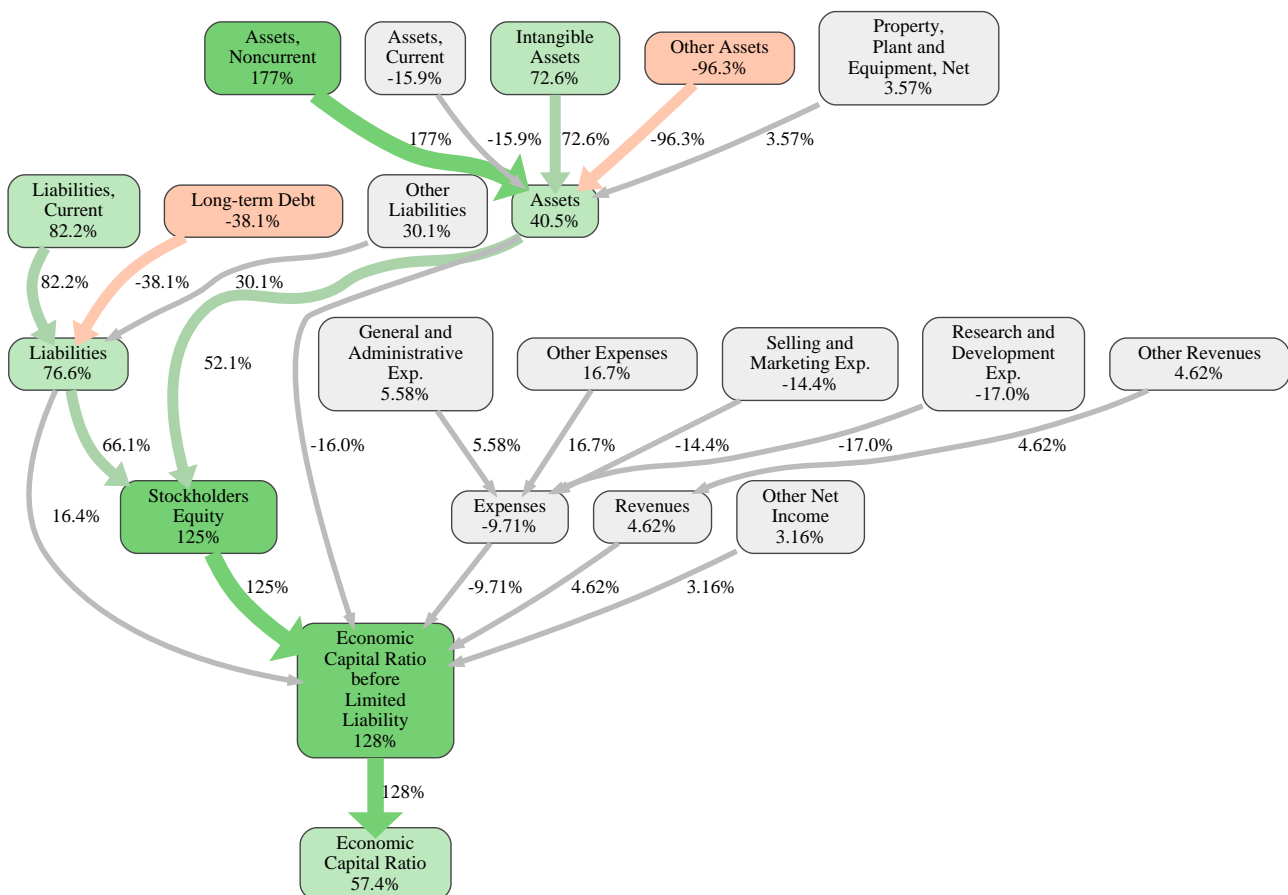 Assets,
Noncurrent
177%
Assets,
Current
-15.9%
Intangible
Assets
72.6%
Other Assets
-96.3%
Property,
Plant and
Equipment, Net
3.57%
177%
-15.9%
72.6%
-96.3%
3.57%
Liabilities,
Current
82.2%
Long-term Debt
-38.1%
Other
Liabilities
30.1%
Assets
40.5%
82.2%
-38.1%
30.1%
Liabilities
76.6%
52.1%
General and
Administrative
Exp.
5.58%
Other Expenses
16.7%
Selling and
Marketing Exp.
-14.4%
Research and
Development
Exp.
-17.0%
Other Revenues
4.62%
66.1%
-16.0%
5.58%
16.7%
-14.4%
-17.0%
4.62%
16.4%
Stockholders
Equity
125%
Expenses
-9.71%
Revenues
4.62%
Other Net
Income
3.16%
125%
-9.71%
4.62%
3.16%
Economic
Capital Ratio
before
Limited
Liability
128%
128%
Economic
Capital Ratio
57.4%